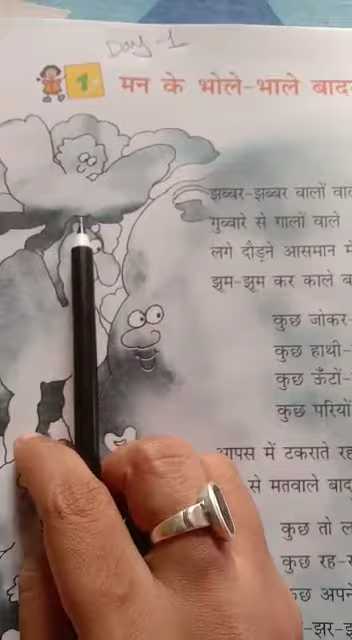 Day-1
1. मन के भोले-भाले
झब्बर-झब्बर बालों
गुब्बारे से गालों वाले
लगे दौड़ने आसमान में
झूम-झूम कर काले
कुछ जोकर-
कुछ हाथी-
कुछ ऊँटों-
कुछ परियों
आपस में टकराते
से मतवाले
कुछ तो
कुछ रह-
कुछ अपने
-झर-